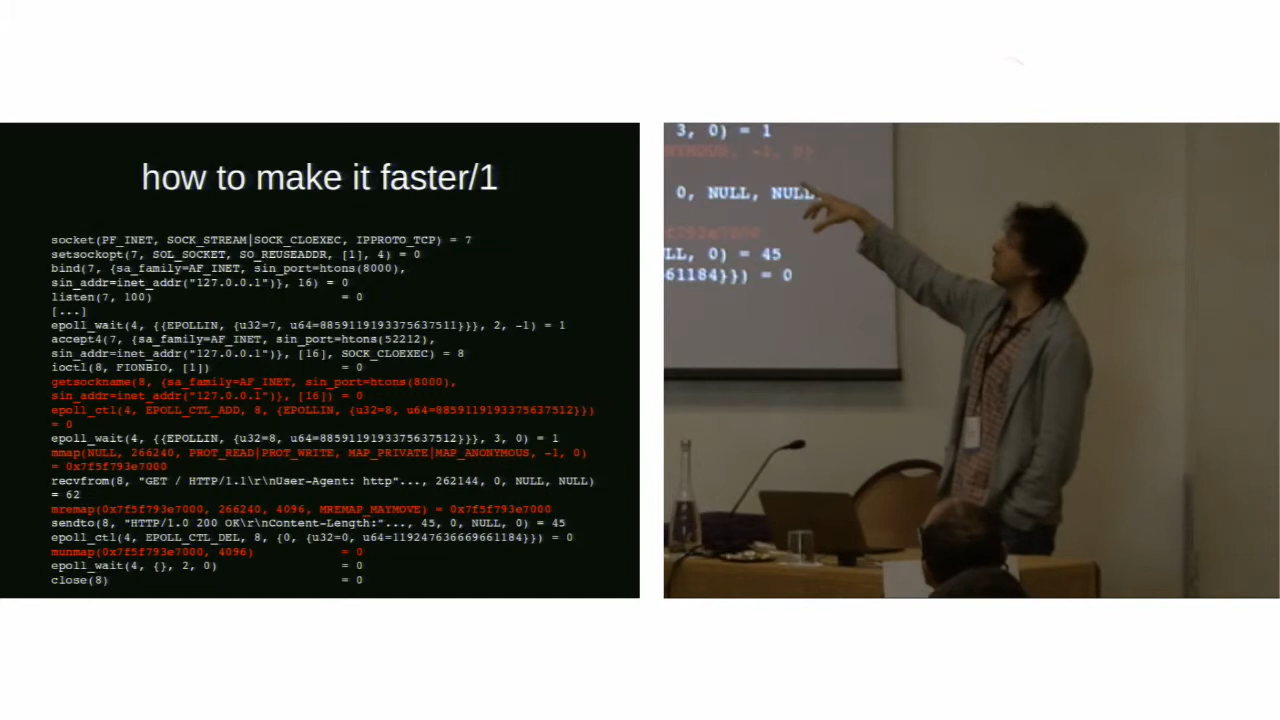 how to make it faster/1
socket(PF_INET, SOCK_STREAM|SOCK_CLOEXEC, IPPROTO_TCP) = 7
setsockopt(7, SOL_SOCKET, SO_REUSEADDR, [1], 4) = 0
bind(7, {sa_family=AF_INET, sin_port=htons(8000),
sin_addr=inet_addr("127.0.0.1")}, 16) = 0
listen(7, 100) = 0
[...]
epoll_wait(4, {{EPOLLIN, {u32=7, u64=8859119193375637511}}}, 2, -1) = 1
accept4(7, {sa_family=AF_INET, sin_port=htons(52212),
sin_addr=inet_addr("127.0.0.1")}, [16], SOCK_CLOEXEC) = 8
ioctl(8, FIONBIO, [1]) = 0
getsockname(8, {sa_family=AF_INET, sin_port=htons(8000),
sin_addr=inet_addr("127.0.0.1")}, [16]) = 0
epoll_ctl(4, EPOLL_CTL_ADD, 8, {EPOLLIN, {u32=8, u64=8859119193375637512}})
= 0
epoll_wait(4, {{EPOLLIN, {u32=8, u64=8859119193375637512}}}, 3, 0) = 1
mmap(NULL, 266240, PROT_READ|PROT_WRITE, MAP_PRIVATE|MAP_ANONYMOUS, -1, 0)
= 0x7f5f793e7000
recvfrom(8, "GET / HTTP/1.1\r\nUser-Agent: http"..., 262144, 0, NULL, NULL)
= 62
mremap(0x7f5f793e7000, 266240, 4096, MREMAP_MAYMOVE) = 0x7f5f793e7000
sendto(8, "HTTP/1.0 200 OK\r\nContent-Length:"..., 45, 0, NULL, 0) = 45
epoll_ctl(4, EPOLL_CTL_DEL, 8, {0, {u32=0, u64=11924763666966​1184}}) = 0
munmap(0x7f5f793e7000, 4096) = 0
epoll_wait(4, {}, 2, 0) = 0
close(8) = 0
3, 0) = 1
NYMOUS, -1, 0)
0, NULL, NULL)
f793e7000
LL, 0) = 45
61184}}) = 0